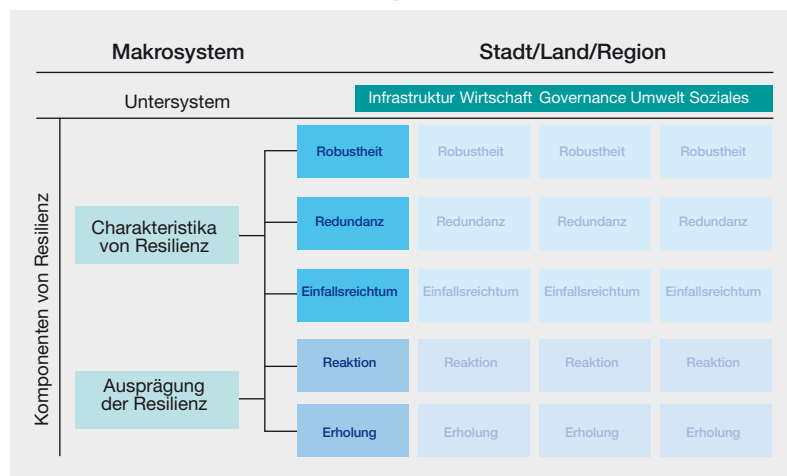 Makrosystem Stadt/Land/Region
Untersystem Infrastruktur Wirtschaft Governance Umwelt Soziales
Komponenten von Resilienz
Charakteristika
von Resilienz
Robustheit Robustheit Robustheit Robustheit
Redundanz Redundanz Redundanz Redundanz
Einfallsreichtum Einfallsreichtum Einfallsreichtum Einfallsreichtum
Ausprägung
der Resilienz
Reaktion Reaktion Reaktion Reaktion
Erholung Erholung Erholung Erholung